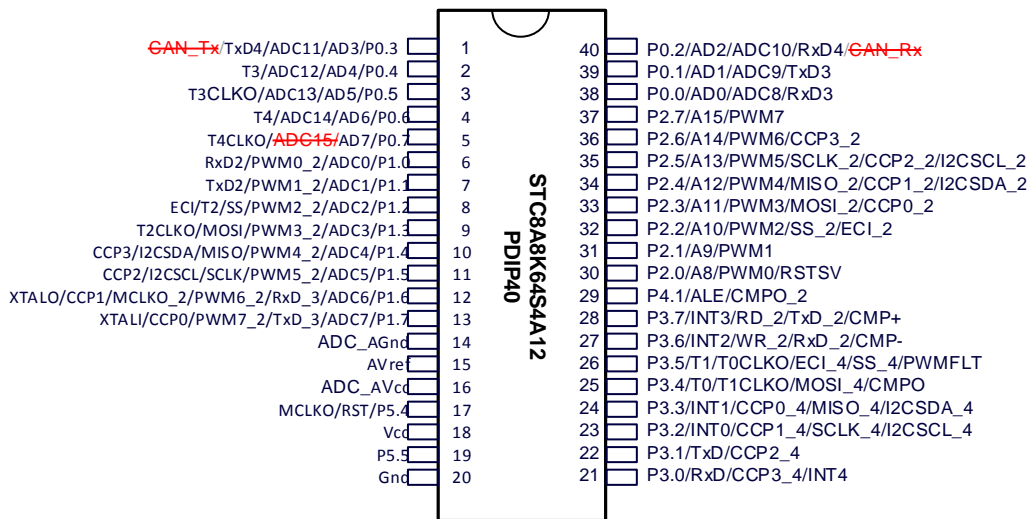 CAN_Tx/TxD4/ADC11/AD3/P0.3 1
T3/ADC12/AD4/P0.4 2
T3CLKO/ADC13/AD5/P0.5 3
T4/ADC14/AD6/P0.6 4
T4CLKO/ADC15/AD7/P0.7 5
RxD2/PWM0_2/ADC0/P1.0 6
TxD2/PWM1_2/ADC1/P1.1 7
ECI/T2/SS/PWM2_2/ADC2/P1.2 8
T2CLKO/MOSI/PWM3_2/ADC3/P1.3 9
CCP3/I2CSDA/MISO/PWM4_2/ADC4/P1.4 10
CCP2/I2CSCL/SCLK/PWM5_2/ADC5/P1.5 11
XTALO/CCP1/MCLKO_2/PWM6_2/RxD_3/ADC6/P1.6 12
XTALI/CCP0/PWM7_2/TxD_3/ADC7/P1.7 13
ADC_AGnd 14
AVref 15
ADC_AVcc 16
MCLKO/RST/P5.4 17
Vcc 18
P5.5 19
Gnd 20
STC8A8K64S4A12
PDIP40
40 P0.2/AD2/ADC10/RxD4/CAN_Rx
39 P0.1/AD1/ADC9/TxD3
38 P0.0/AD0/ADC8/RxD3
37 P2.7/A15/PWM7
36 P2.6/A14/PWM6/CCP3_2
35 P2.5/A13/PWM5/SCLK_2/CCP2_2/I2CSCL_2
34 P2.4/A12/PWM4/MISO_2/CCP1_2/I2CSDA_2
33 P2.3/A11/PWM3/MOSI_2/CCP0_2
32 P2.2/A10/PWM2/SS_2/ECI_2
31 P2.1/A9/PWM1
30 P2.0/A8/PWM0/RSTSV
29 P4.1/ALE/CMPO_2
28 P3.7/INT3/RD_2/TxD_2/CMP+
27 P3.6/INT2/WR_2/RxD_2/CMP-
26 P3.5/T1/T0CLKO/ECI_4/SS_4/PWMFLT
25 P3.4/T0/T1CLKO/MOSI_4/CMPO
24 P3.3/INT1/CCP0_4/MISO_4/I2CSDA_4
23 P3.2/INT0/CCP1_4/SCLK_4/I2CSCL_4
22 P3.1/TxD/CCP2_4
21 P3.0/RxD/CCP3_4/INT4